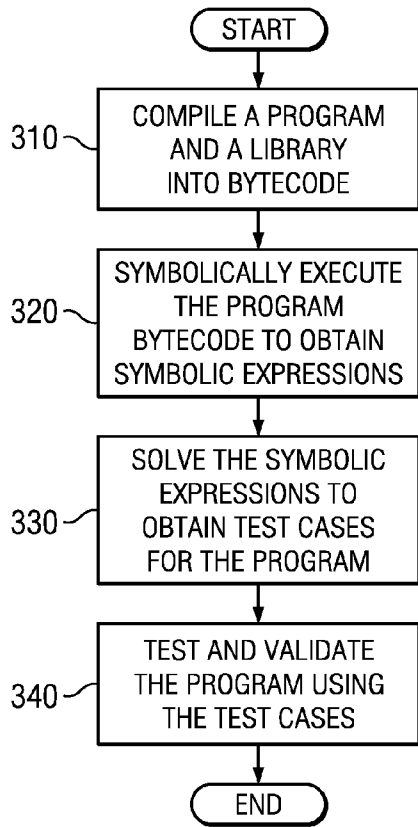 START
310
COMPILE A PROGRAM
AND A LIBRARY
INTO BYTECODE
320
SYMBOLICALLY EXECUTE
THE PROGRAM
BYTECODE TO OBTAIN
SYMBOLIC EXPRESSIONS
330
SOLVE THE SYMBOLIC
EXPRESSIONS TO
OBTAIN TEST CASES
FOR THE PROGRAM
340
TEST AND VALIDATE
THE PROGRAM USING
THE TEST CASES
END